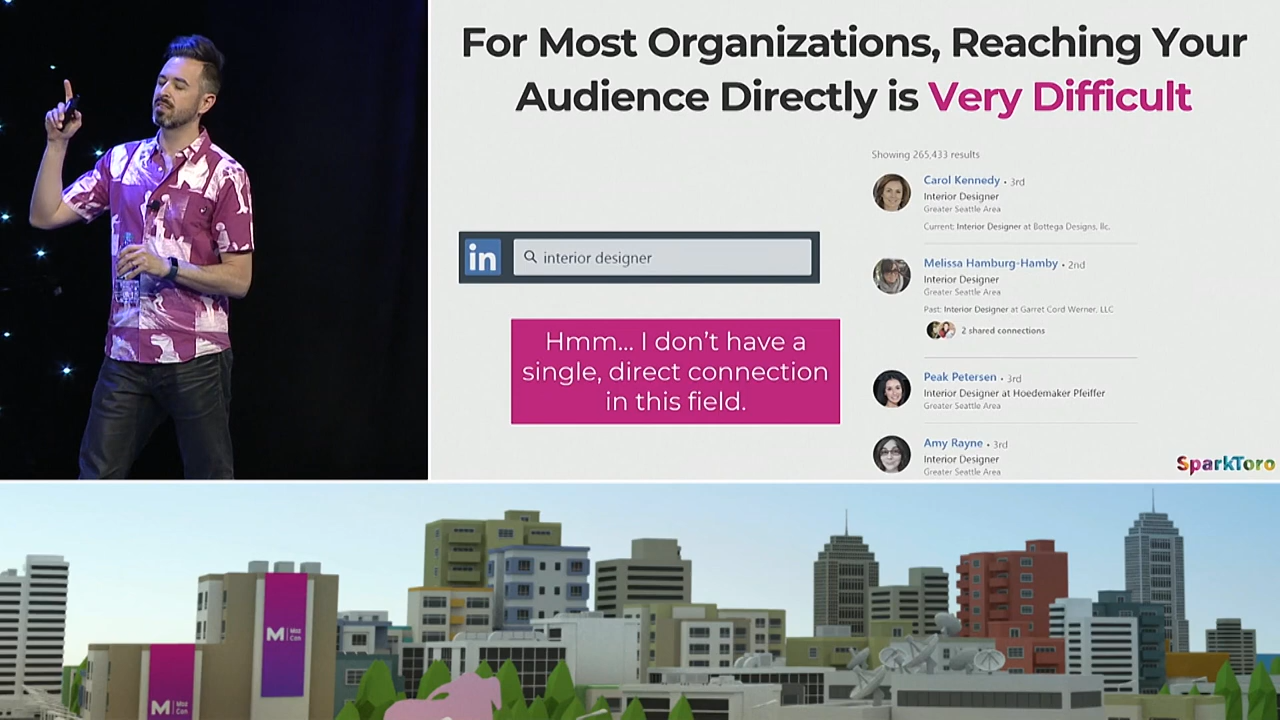 For Most Organizations, Reaching Your
Audience Directly is Very Difficult
Showing 265,433 results
Carol Kennedy • 3rd
Interior Designer
Greater Seattle Area
Current: Interior Designer at Bottega Designs, llc.
in
interior designer
Melissa Hamburg-Hamby • 2nd
Interior Designer
Greater Seattle Area
Past: Interior Designer at Garret Cord Werner, LLC
2 shared connections
Hmm... I don't have a
single, direct connection
in this field.
Peak Petersen • 3rd
Interior Designer at Hoedemaker Pfeiffer
Greater Seattle Area
Amy Rayne • 3rd
Interior Designer
Greater Seattle Area
SparkToro
M | Moz
Con
M | Moz
Con